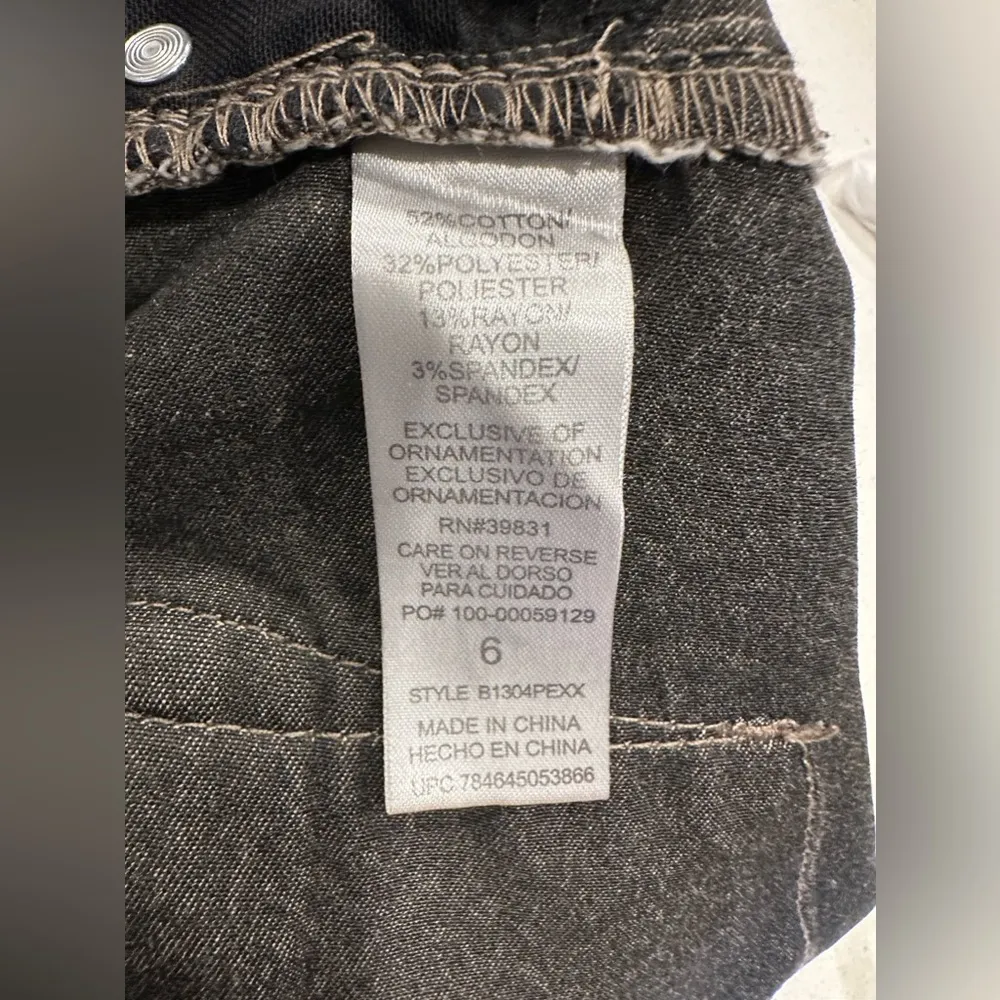 52%COTTON/
ALGODON
32%POLYESTER/
POLIESTER
13%RAYON/
RAYON
3%SPANDEX/
SPANDEX
EXCLUSIVE OF
ORNAMENTATION
EXCLUSIVO DE
ORNAMENTACION
RN#39831
CARE ON REVERSE
VER AL DORSO
PARA CUIDADO
PO# 100-00059129
6
STYLE B1304PEXX
MADE IN CHINA
HECHO EN CHINA
UPC 784645053866